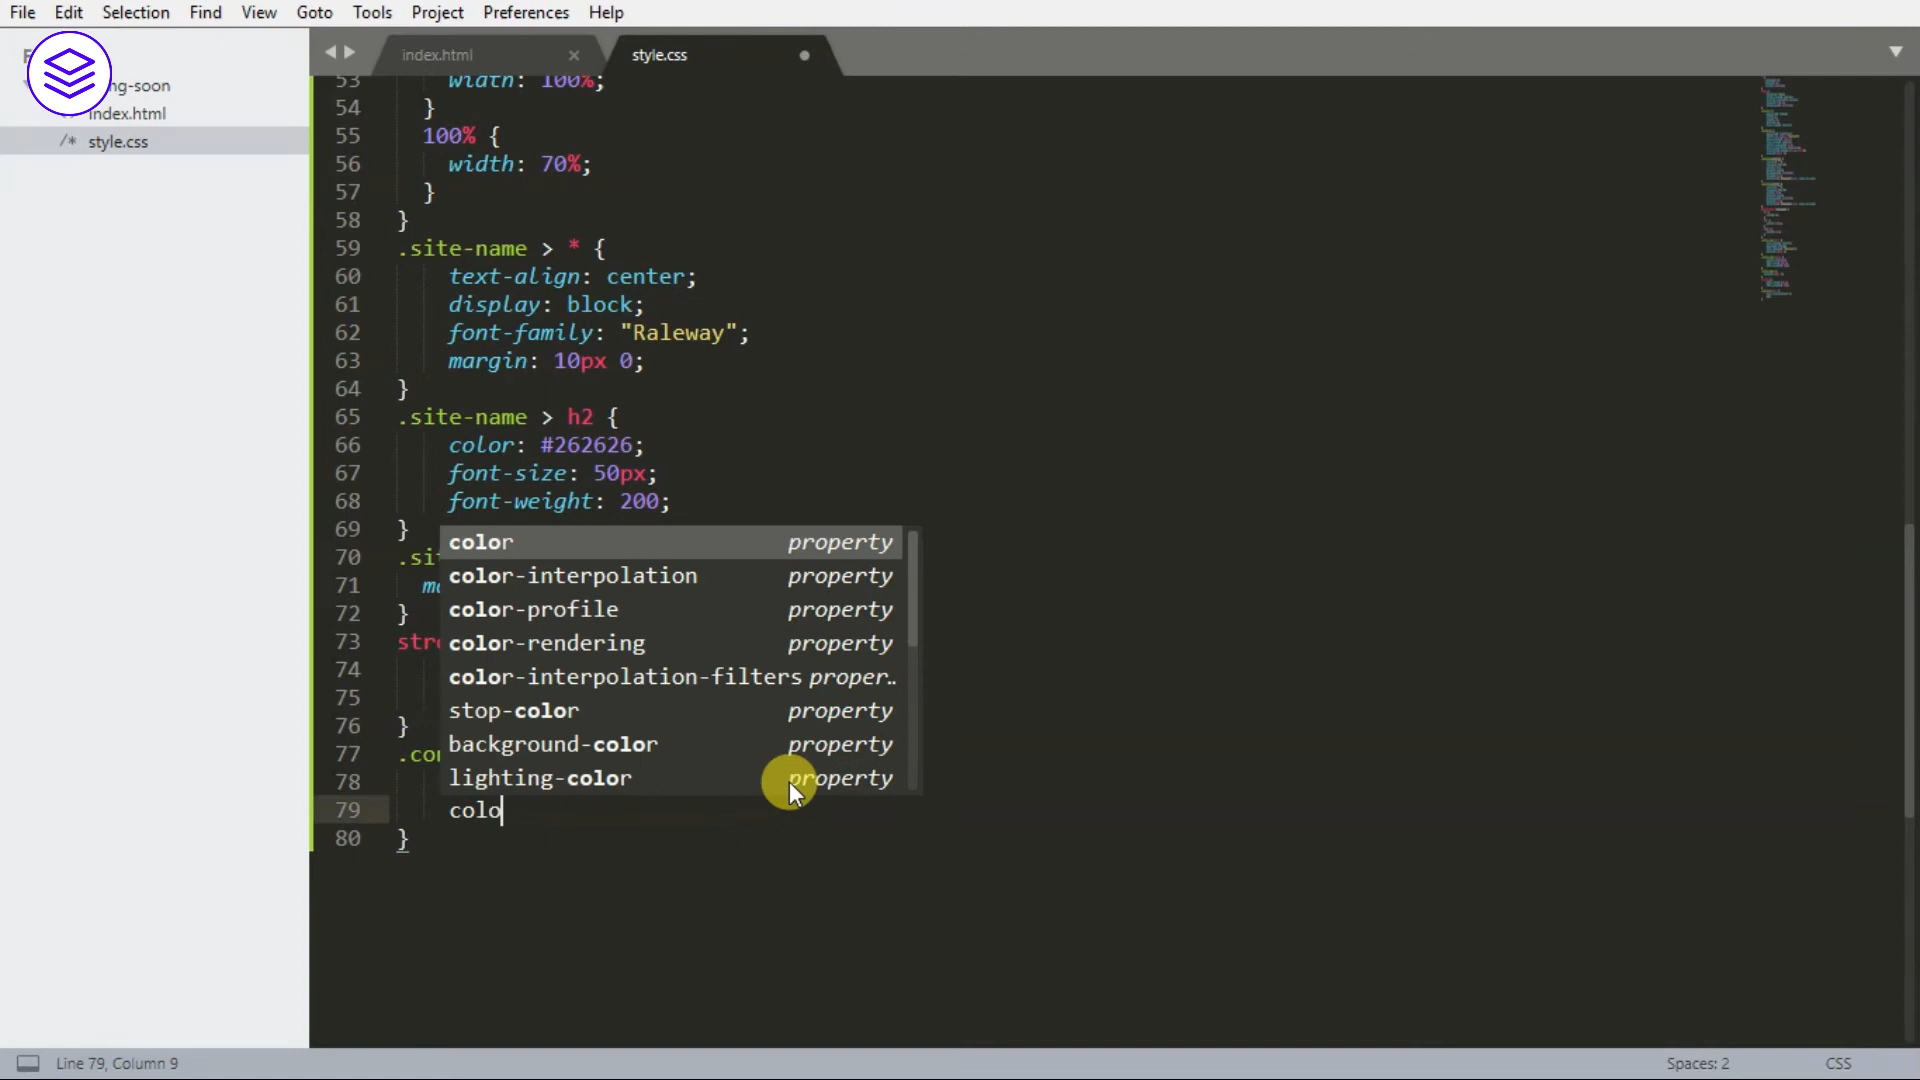 File Edit Selection Find View Goto Tools Project Preferences Help
index.html
style.css
ng-soon
index.html
/* style.css
53 width: 100%;
54 }
55 100% {
56 width: 70%;
57 }
58 }
59 .site-name > * {
60 text-align: center;
61 display: block;
62 font-family: "Raleway";
63 margin: 10px 0;
64 }
65 .site-name > h2 {
66 color: #262626;
67 font-size: 50px;
68 font-weight: 200;
69 }
70 .sit
71 ma
72 }
73 stro
74
75
76 }
77 .con
78
79 colo
80 }
color property
color-interpolation property
color-profile property
color-rendering property
color-interpolation-filters proper..
stop-color property
background-color property
lighting-color property
Line 79, Column 9
Spaces: 2
CSS